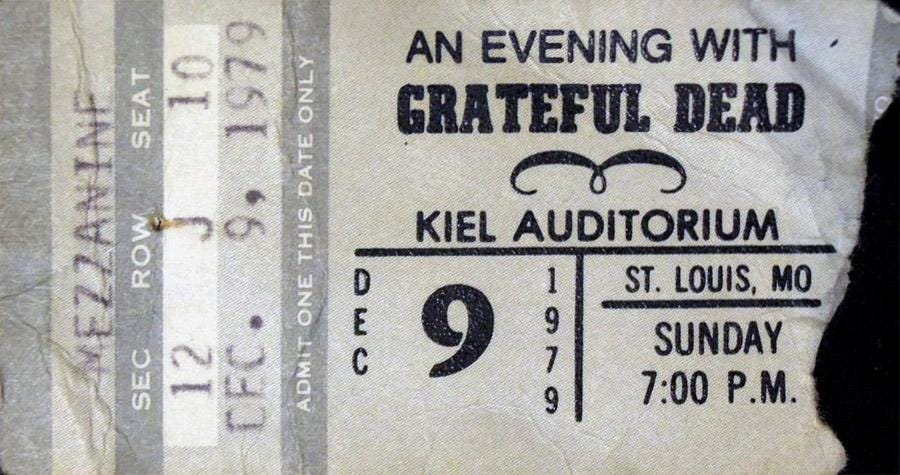 MEZZANINE
SEC ROW SEAT
12 J 10
DEC. 9, 1979
ADMIT ONE THIS DATE ONLY
AN EVENING WITH
GRATEFUL DEAD
KIEL AUDITORIUM
DEC
9
1979
ST. LOUIS, MO
SUNDAY
7:00 P.M.